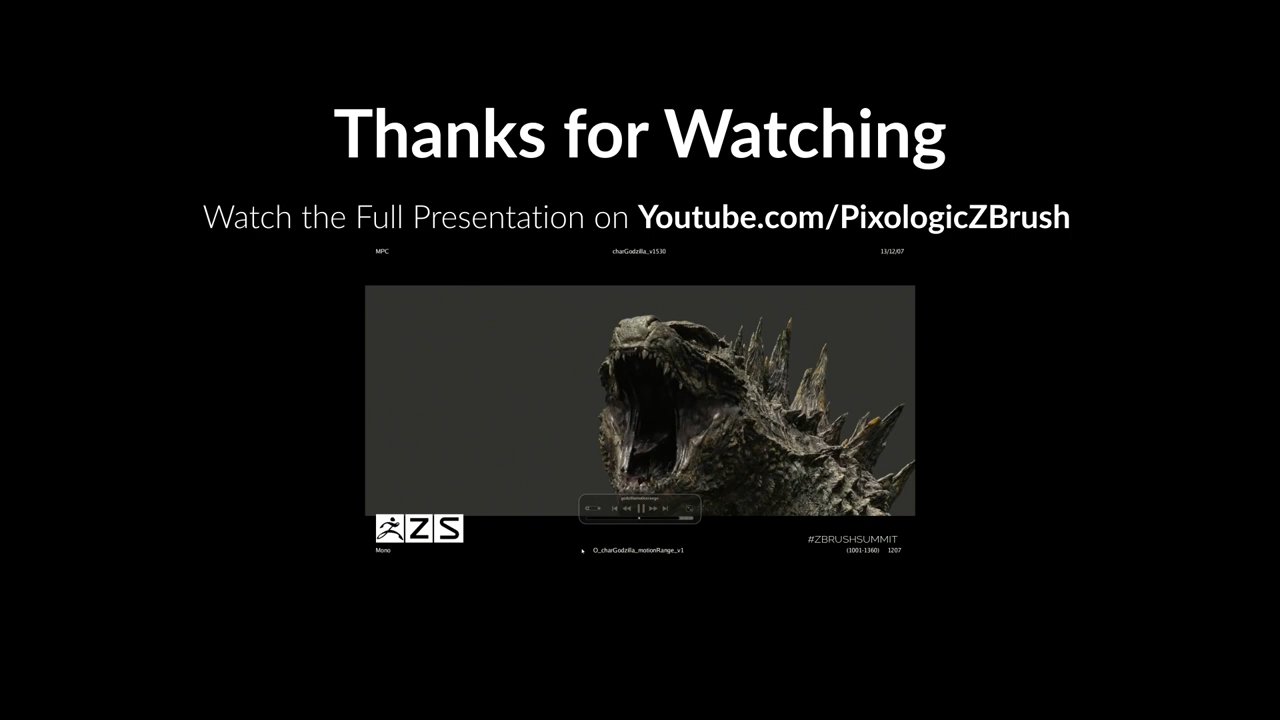 Thanks for Watching
Watch the Full Presentation on Youtube.com/PixologicZBrush
MPC charGodzilla_v1530 13/12/07
ZS
#ZBRUSHSUMMIT
Mono O_charGodzilla_motionRange_v1 (1001-1360) 1207